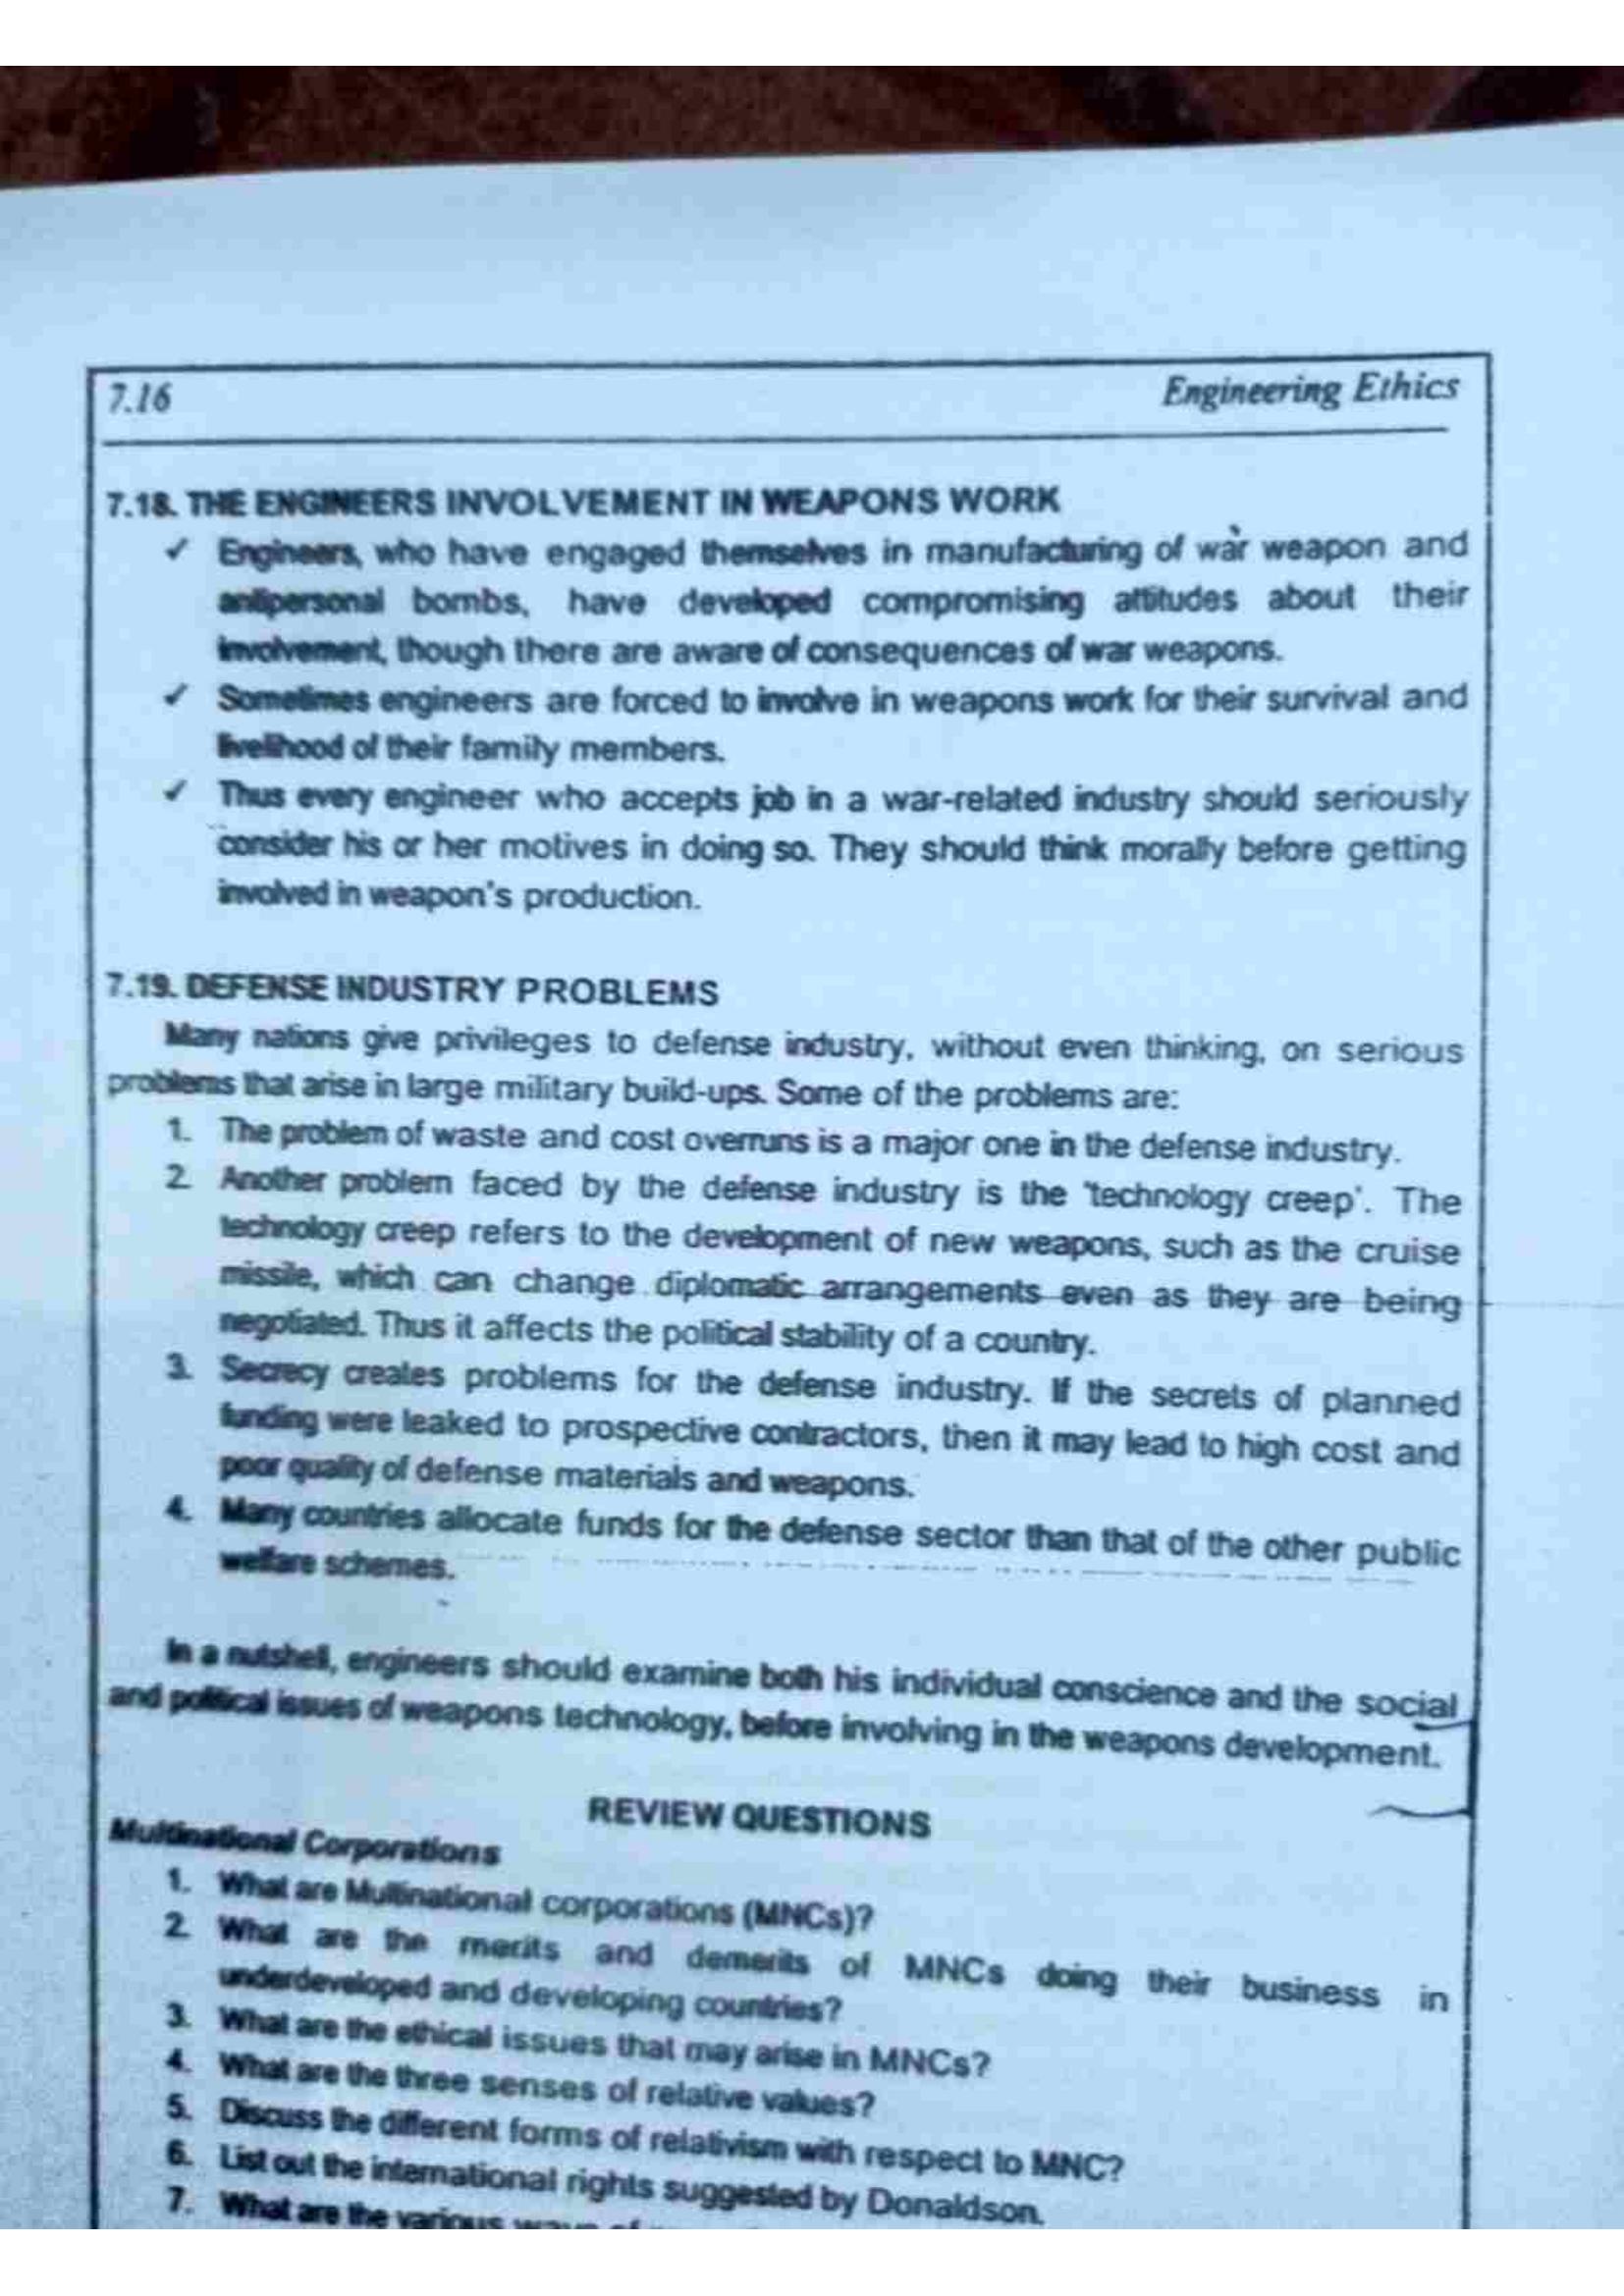 7.16
Engineering Ethics
7.18. THE ENGINEERS INVOLVEMENT IN WEAPONS WORK
✓ Engineers, who have engaged themselves in manufacturing of war weapon and
antipersonal bombs, have developed compromising attitudes about their
involvement, though there are aware of consequences of war weapons.
✓ Sometimes engineers are forced to involve in weapons work for their survival and
livelihood of their family members.
✓ Thus every engineer who accepts job in a war-related industry should seriously
consider his or her motives in doing so. They should think morally before getting
involved in weapon's production.
7.19. DEFENSE INDUSTRY PROBLEMS
Many nations give privileges to defense industry, without even thinking, on serious
problems that arise in large military build-ups. Some of the problems are:
1. The problem of waste and cost overruns is a major one in the defense industry.
2. Another problem faced by the defense industry is the 'technology creep'. The
technology creep refers to the development of new weapons, such as the cruise
missile, which can change diplomatic arrangements even as they are being
negotiated. Thus it affects the political stability of a country.
3. Secrecy creates problems for the defense industry. If the secrets of planned
funding were leaked to prospective contractors, then it may lead to high cost and
poor quality of defense materials and weapons.
4. Many countries allocate funds for the defense sector than that of the other public
welfare schemes.
In a nutshell, engineers should examine both his individual conscience and the social
and political issues of weapons technology, before involving in the weapons development.
REVIEW QUESTIONS
Multinational Corporations
1. What are Multinational corporations (MNCs)?
2. What are the merits and demerits of MNCs doing their business in
underdeveloped and developing countries?
3. What are the ethical issues that may arise in MNCs?
4. What are the three senses of relative values?
5. Discuss the different forms of relativism with respect to MNC?
6. List out the international rights suggested by Donaldson.
7. What are the various ways of